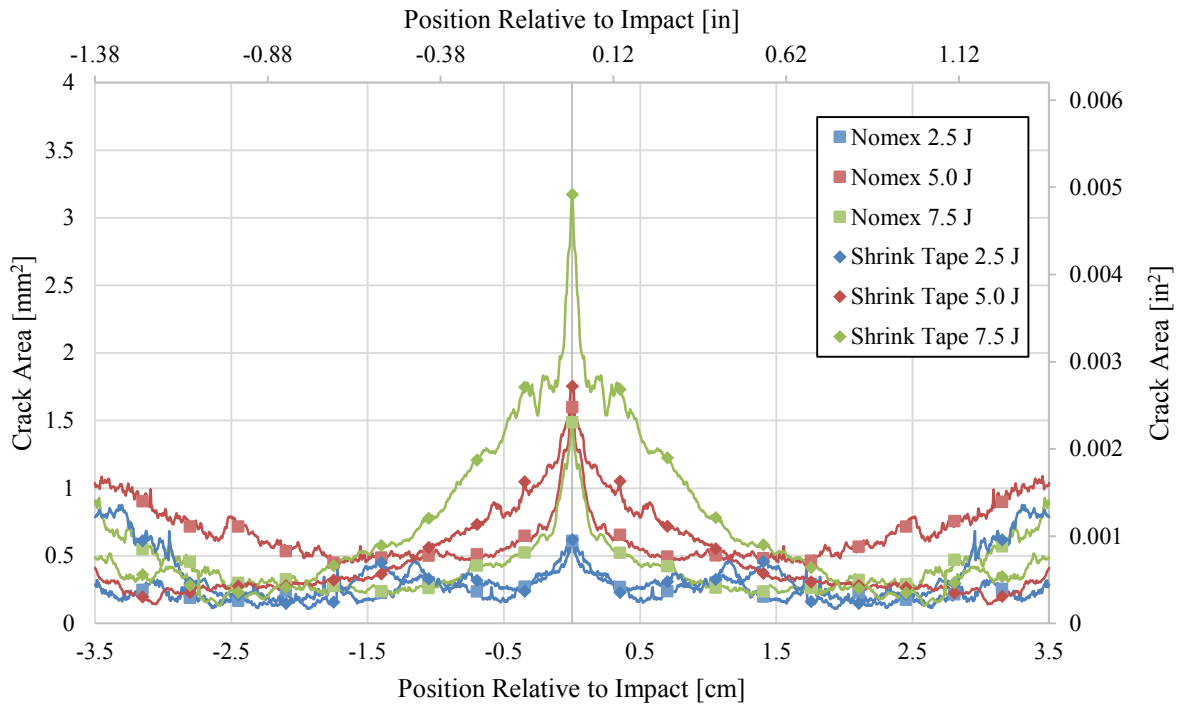 Position Relative to Impact [in]
-1.38 -0.88 -0.38 0.12 0.62 1.12
4
3.5
3
2.5
2
1.5
1
0.5
0
Crack Area [mm²]
Nomex 2.5 J
Nomex 5.0 J
Nomex 7.5 J
Shrink Tape 2.5 J
Shrink Tape 5.0 J
Shrink Tape 7.5 J
0.006
0.005
0.004
0.003
0.002
0.001
0
Crack Area [in²]
-3.5 -2.5 -1.5 -0.5 0.5 1.5 2.5 3.5
Position Relative to Impact [cm]